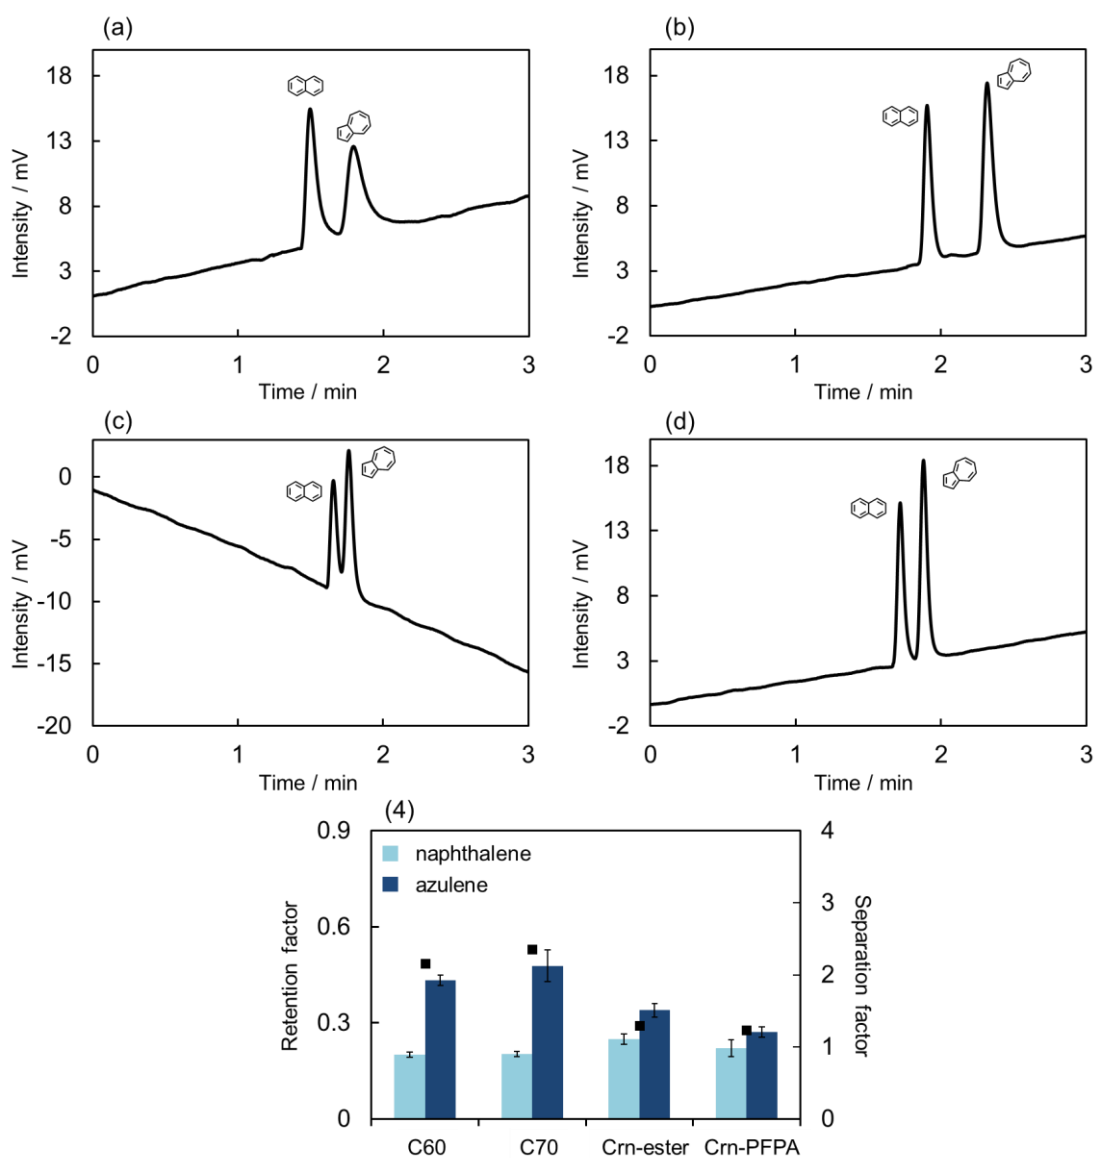 (a)
18
13
8
3
-2
Intensity / mV
0
1
2
3
Time / min
(b)
18
13
8
3
-2
Intensity / mV
0
1
2
3
Time / min
(c)
0
-5
-10
-15
-20
Intensity / mV
0
1
2
3
Time / min
(d)
18
13
8
3
-2
Intensity / mV
0
1
2
3
Time / min
(4)
0.9
0.6
0.3
0
Retention factor
naphthalene
azulene
4
3
2
1
0
Separation factor
C60
C70
Crn-ester
Crn-PFPA